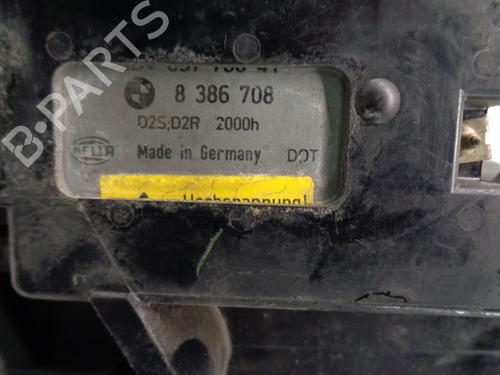 B-PARTS
8 386 708
D2S;D2R 2000h
HELLA Made in Germany DOT
Hochspannung!